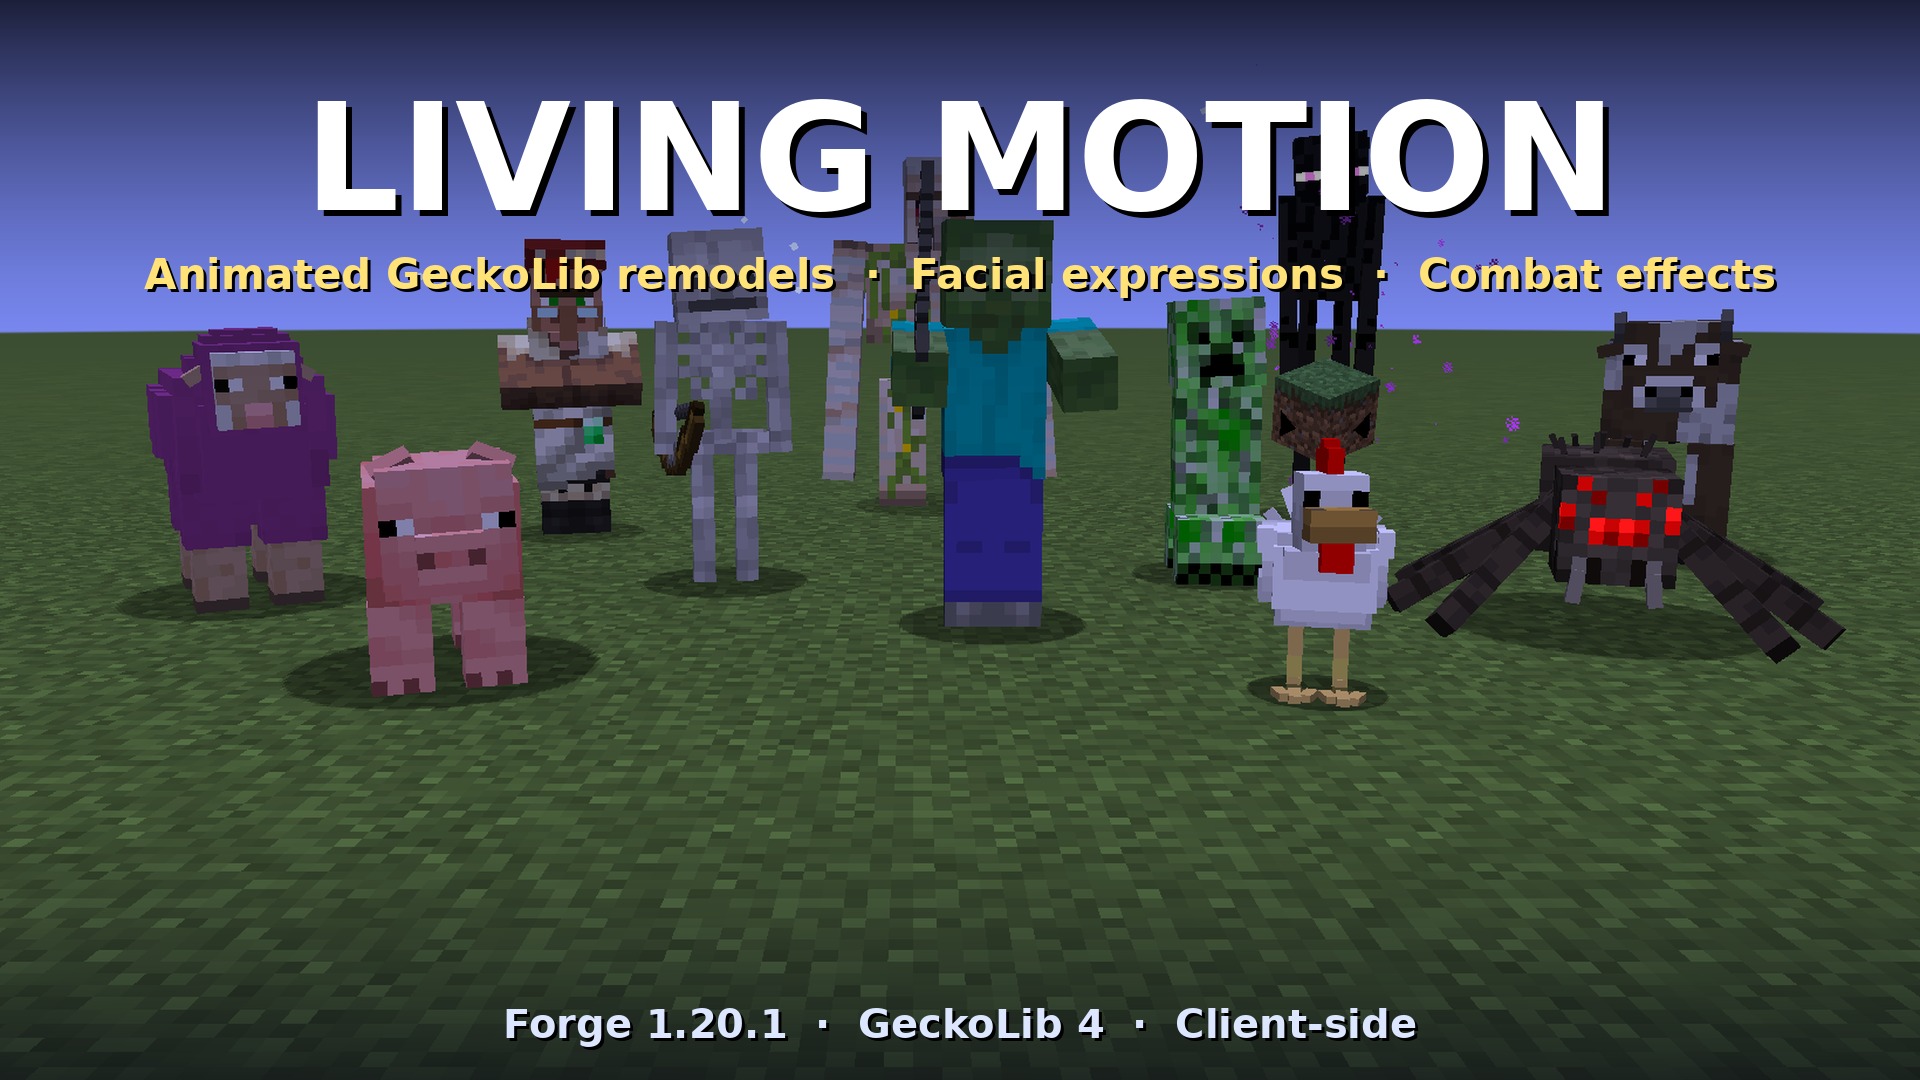 LIVING MOTION
Animated GeckoLib remodels · Facial expressions · Combat effects
Forge 1.20.1 · GeckoLib 4 · Client-side